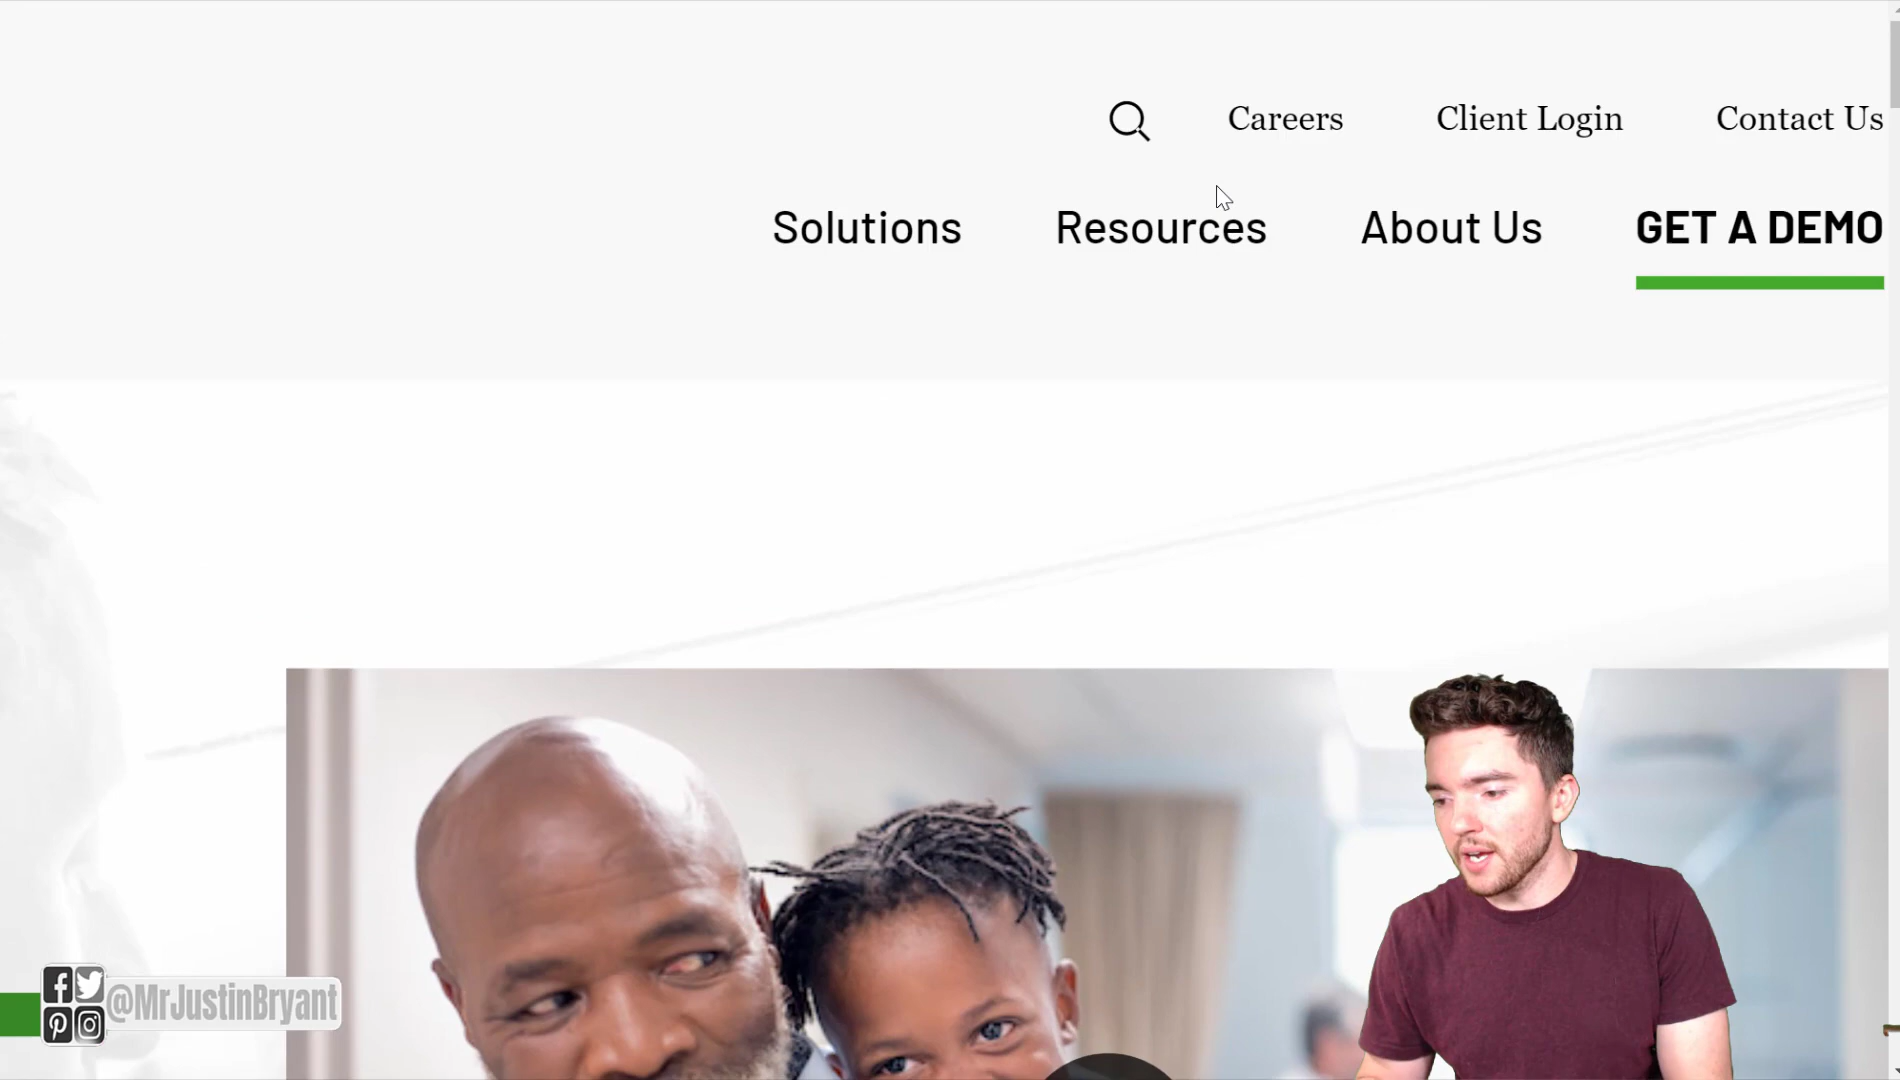 Careers Client Login Contact Us
Solutions Resources About Us GET A DEMO
@MrJustinBryant